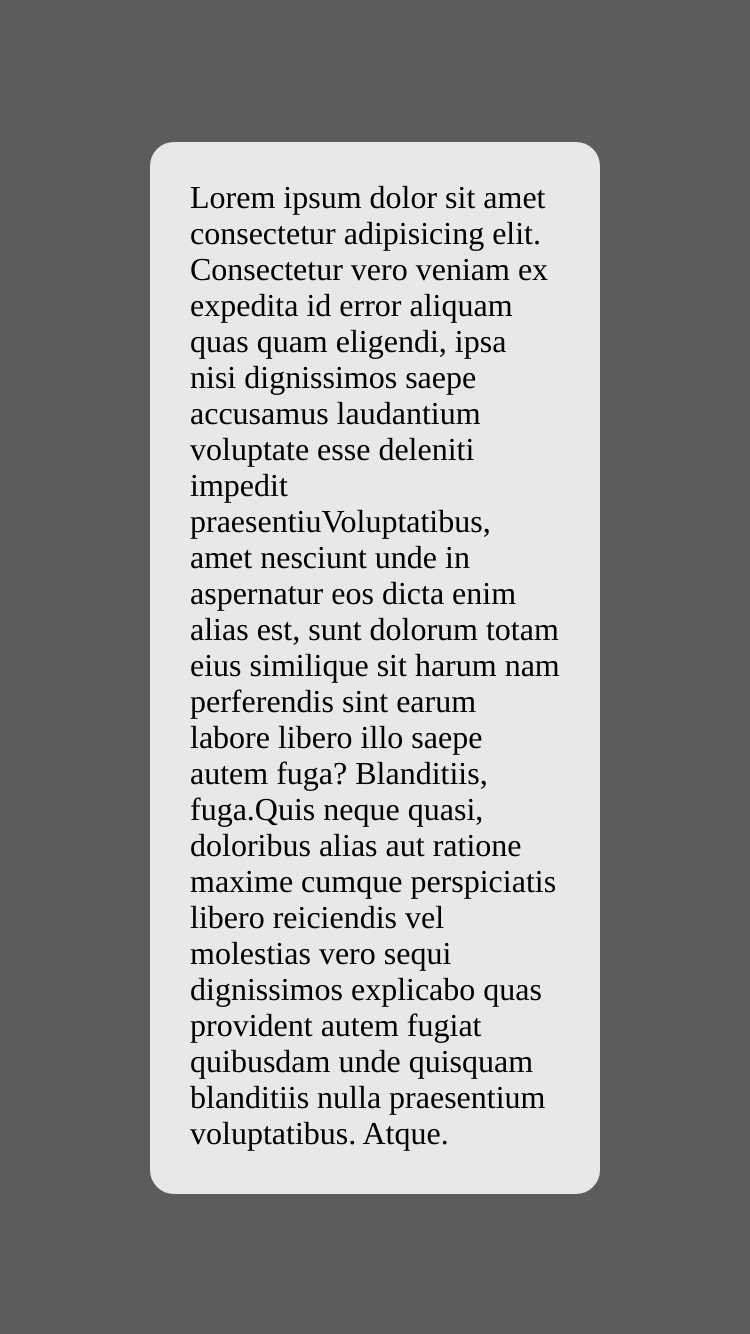 Lorem ipsum dolor sit amet
consectetur adipisicing elit.
Consectetur vero veniam ex
expedita id error aliquam
quas quam eligendi, ipsa
nisi dignissimos saepe
accusamus laudantium
voluptate esse deleniti
impedit
praesentiuVoluptatibus,
amet nesciunt unde in
aspernatur eos dicta enim
alias est, sunt dolorum totam
eius similique sit harum nam
perferendis sint earum
labore libero illo saepe
autem fuga? Blanditiis,
fuga.Quis neque quasi,
doloribus alias aut ratione
maxime cumque perspiciatis
libero reiciendis vel
molestias vero sequi
dignissimos explicabo quas
provident autem fugiat
quibusdam unde quisquam
blanditiis nulla praesentium
voluptatibus. Atque.